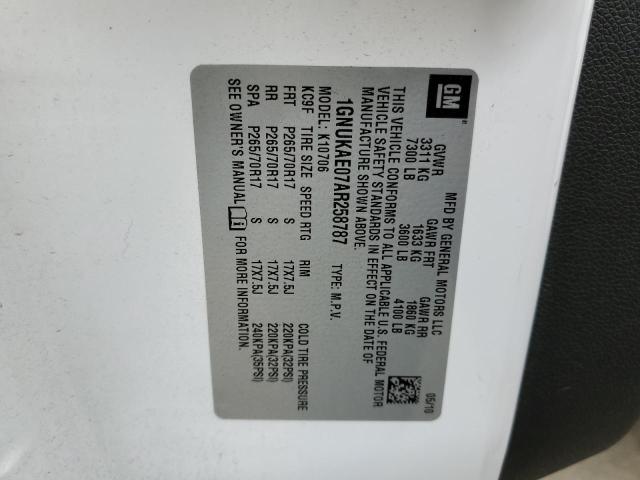 GM
MFD BY GENERAL MOTORS LLC
05/10
GVWR GAWR FRT GAWR RR
3311 KG 1633 KG 1860 KG
7300 LB 3600 LB 4100 LB
THIS VEHICLE CONFORMS TO ALL APPLICABLE U.S. FEDERAL MOTOR
VEHICLE SAFETY STANDARDS IN EFFECT ON THE DATE OF
MANUFACTURE SHOWN ABOVE.
1GNUKAE07AR258787 TYPE: M.P.V.
MODEL: K10706
K09F TIRE SIZE SPEED RTG RIM COLD TIRE PRESSURE
FRT P265/70R17 S 17X7.5J 220KPA(32PSI)
RR P265/70R17 S 17X7.5J 220KPA(32PSI)
SPA P265/70R17 S 17X7.5J 240KPA(35PSI)
SEE OWNER'S MANUAL i FOR MORE INFORMATION.